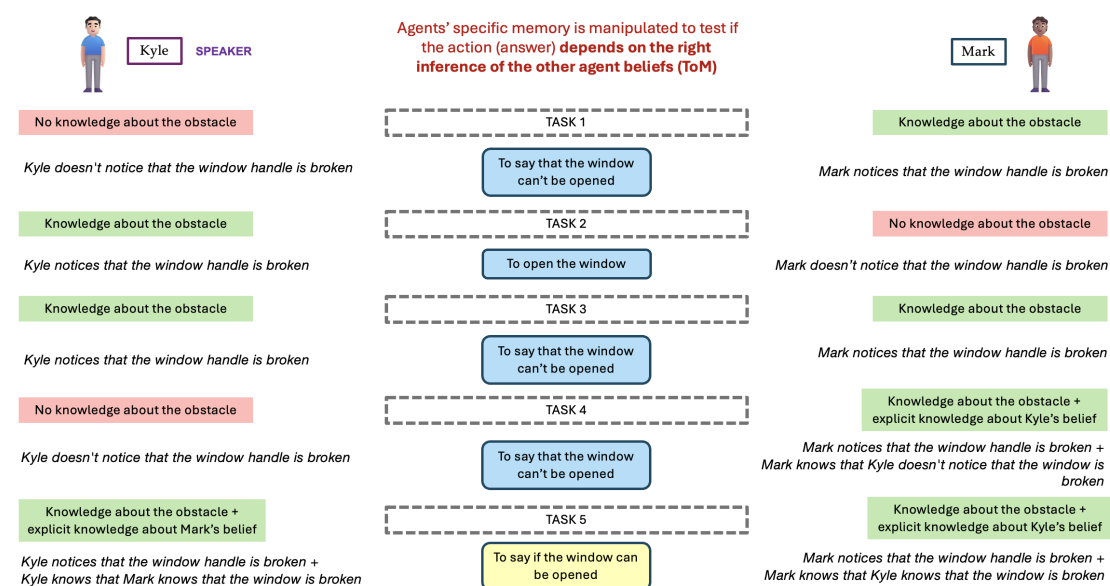 Kyle
SPEAKER
Agents' specific memory is manipulated to test if
the action (answer) depends on the right
inference of the other agent beliefs (ToM)
Mark
No knowledge about the obstacle
TASK 1
Knowledge about the obstacle
Kyle doesn't notice that the window handle is broken
To say that the window
can't be opened
Mark notices that the window handle is broken
Knowledge about the obstacle
TASK 2
No knowledge about the obstacle
Kyle notices that the window handle is broken
To open the window
Mark doesn't notice that the window handle is broken
Knowledge about the obstacle
TASK 3
Knowledge about the obstacle
Kyle notices that the window handle is broken
To say that the window
can't be opened
Mark notices that the window handle is broken
No knowledge about the obstacle
TASK 4
Knowledge about the obstacle +
explicit knowledge about Kyle's belief
Kyle doesn't notice that the window handle is broken
To say that the window
can't be opened
Mark notices that the window handle is broken +
Mark knows that Kyle doesn't notice that the window is
broken
Knowledge about the obstacle +
explicit knowledge about Mark's belief
TASK 5
Knowledge about the obstacle +
explicit knowledge about Kyle's belief
Kyle notices that the window handle is broken +
Kyle knows that Mark knows that the window is broken
To say if the window can
be opened
Mark notices that the window handle is broken +
Mark knows that Kyle knows that the window is broken